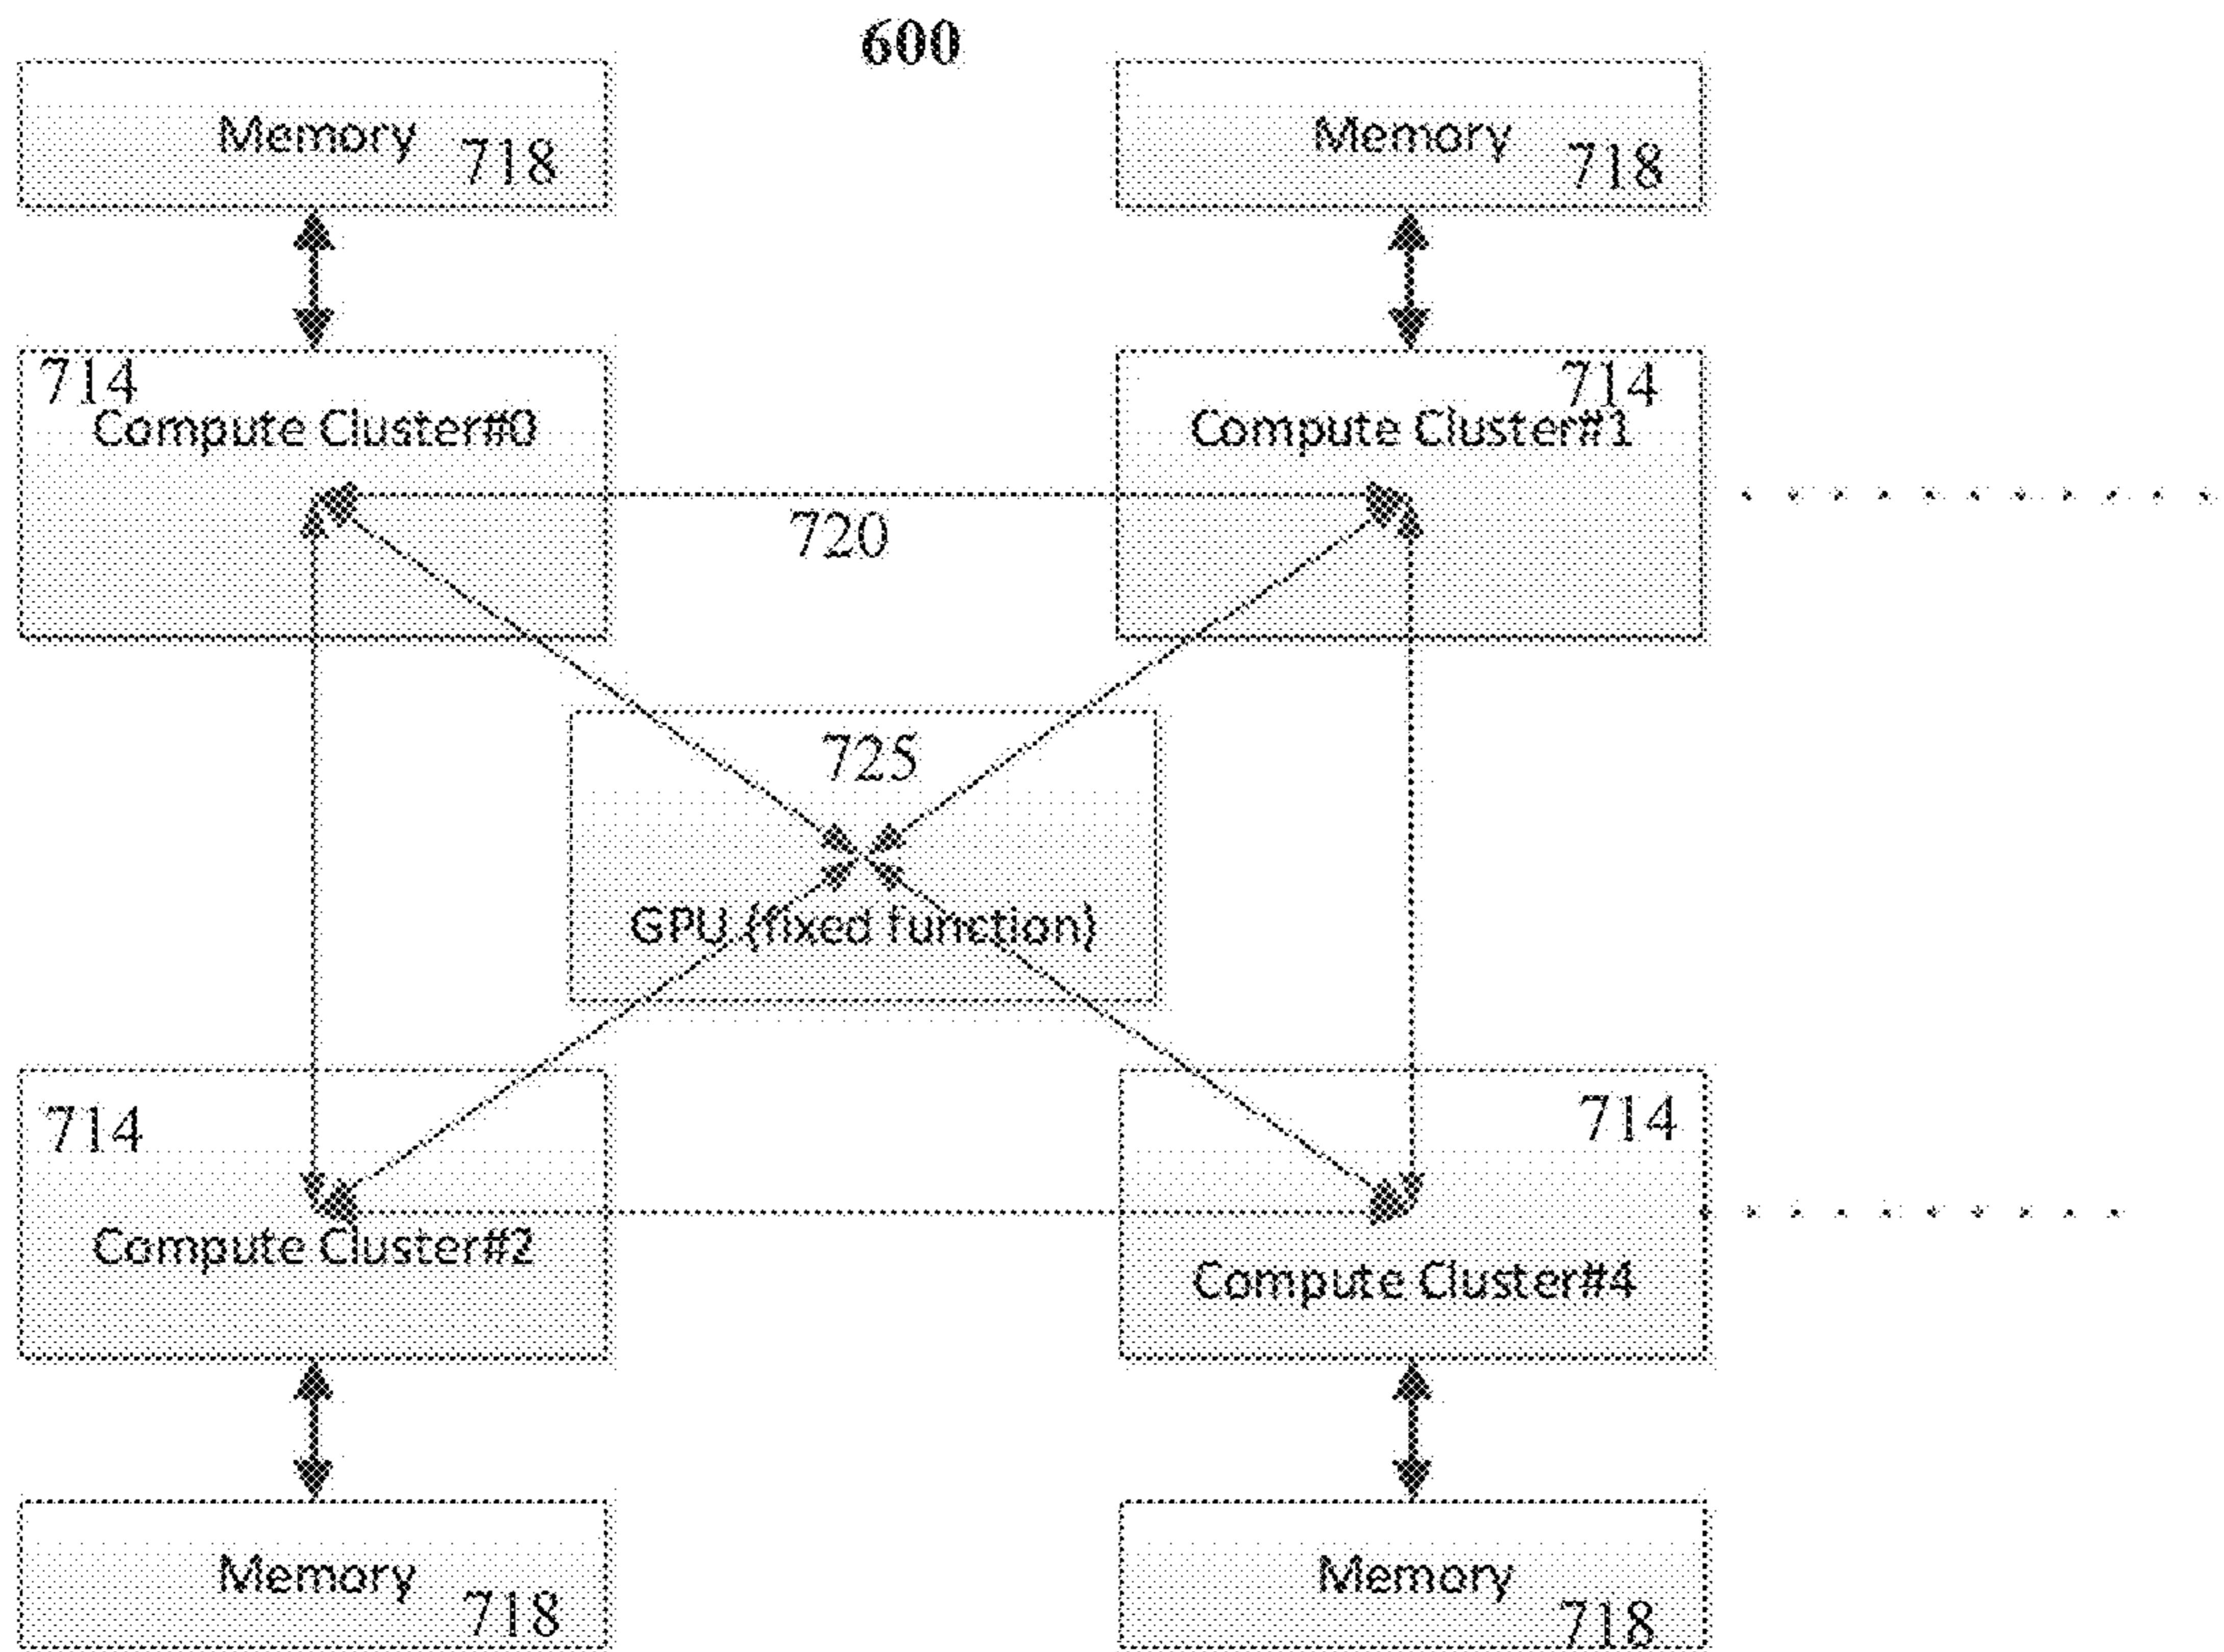 600
Memory 718
Memory 718
714
Compute Cluster#0
714
Compute Cluster#1
720
725
GPU (fixed function)
714
Compute Cluster#2
714
Compute Cluster#4
Memory 718
Memory 718